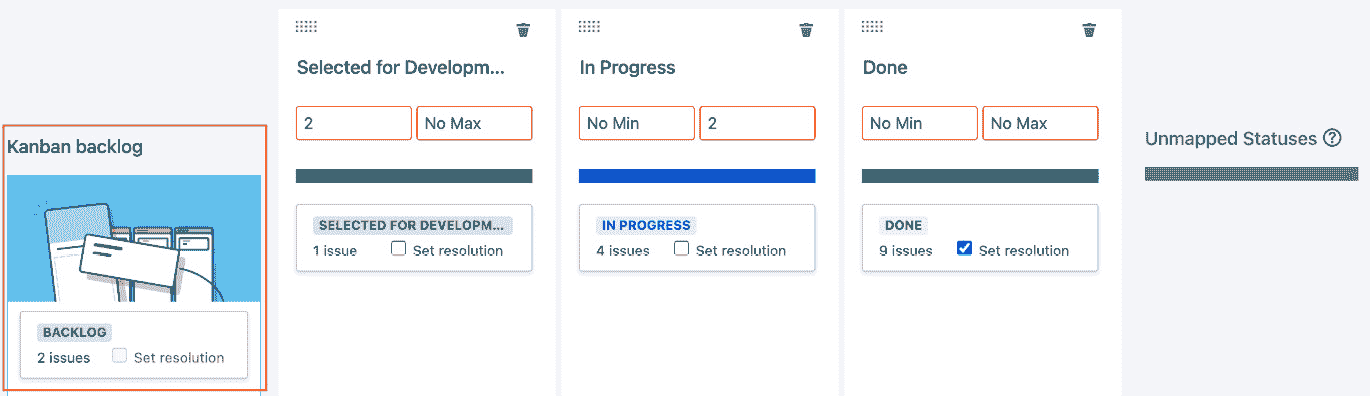 Kanban backlog
BACKLOG
2 issues Set resolution
Selected for Developm...
2 No Max
SELECTED FOR DEVELOPM...
1 issue Set resolution
In Progress
No Min 2
IN PROGRESS
4 issues Set resolution
Done
No Min No Max
DONE
9 issues Set resolution
Unmapped Statuses ?